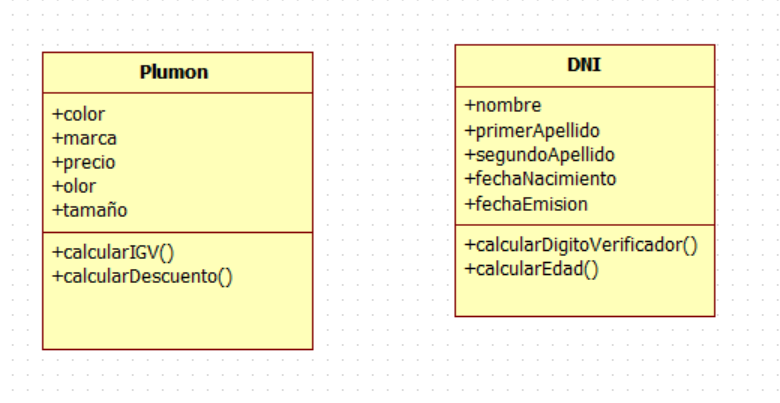 Plumon
+color
+marca
+precio
+olor
+tamaño
+calcularIGV()
+calcularDescuento()
DNI
+nombre
+primerApellido
+segundoApellido
+fechaNacimiento
+fechaEmision
+calcularDigitoVerificador()
+calcularEdad()